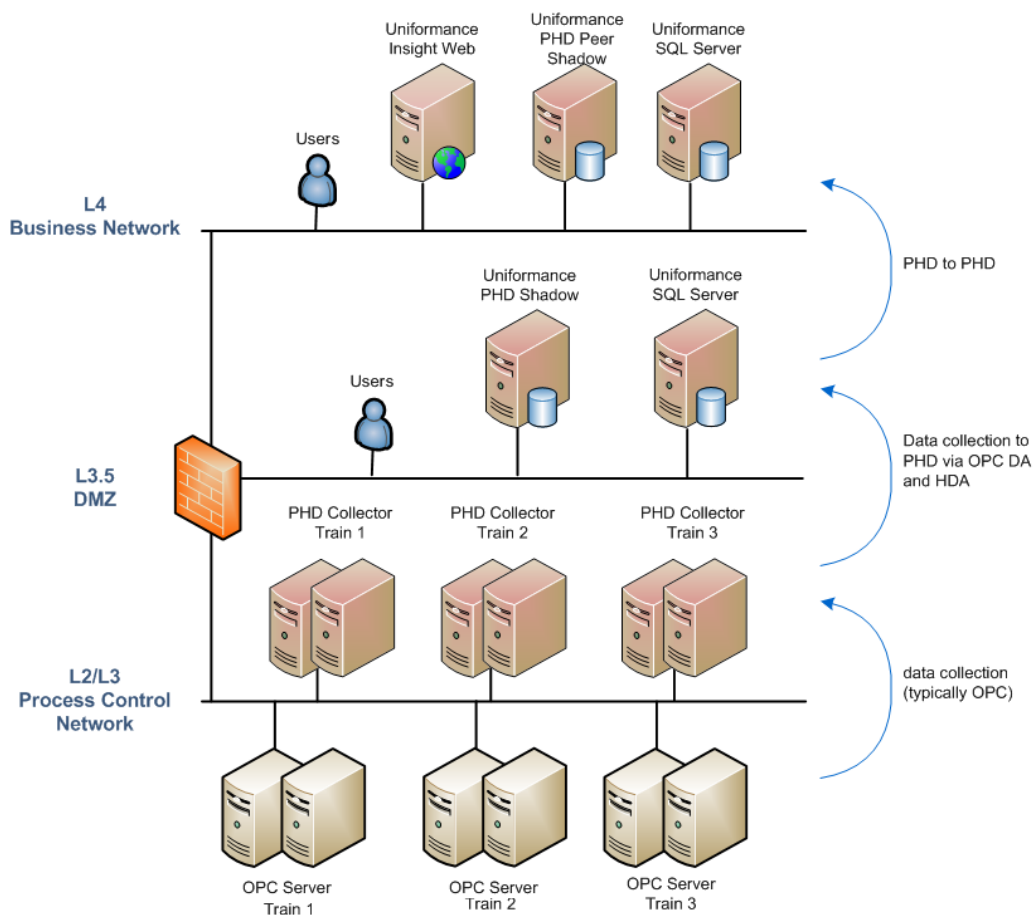 Uniformance
Insight Web
Uniformance
PHD Peer
Shadow
Uniformance
SQL Server
Users
L4
Business Network
PHD to PHD
Uniformance
PHD Shadow
Uniformance
SQL Server
Users
Data collection to
PHD via OPC DA
and HDA
L3.5
DMZ
PHD Collector
Train 1
PHD Collector
Train 2
PHD Collector
Train 3
L2/L3
Process Control
Network
data collection
(typically OPC)
OPC Server
Train 1
OPC Server
Train 2
OPC Server
Train 3